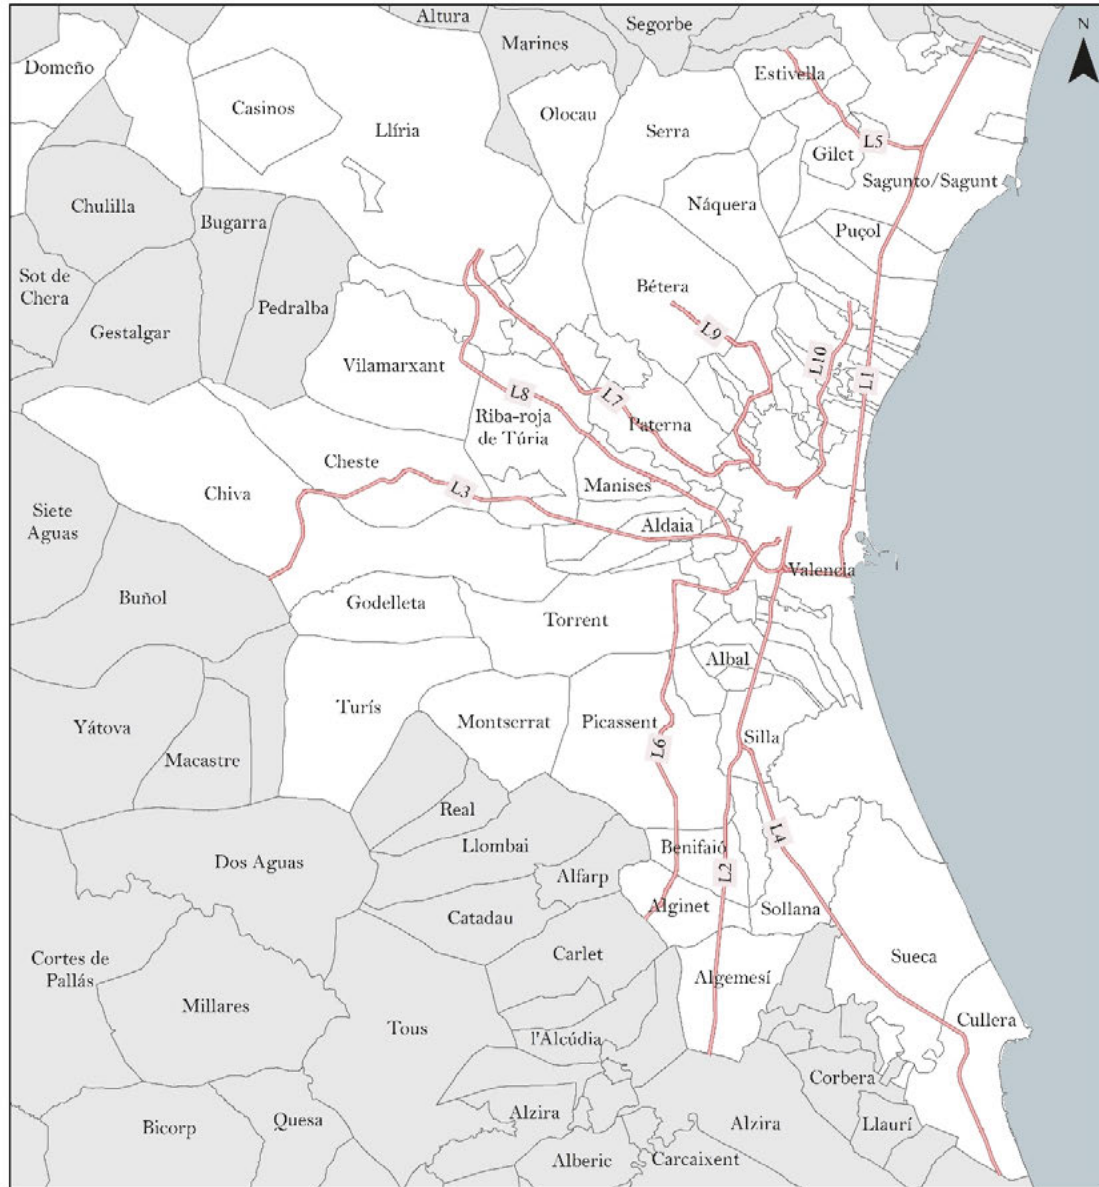 Altura
Segorbe
N
Marines
Domeño
Estivella
Casinos
Olocau
Llíria
Serra
L5
Gilet
Sagunto/Sagunt
Chulilla
Náquera
Bugarra
Puçol
Sot de
Chera
Bétera
Pedralba
Gestalgar
L9
Vilamarxant
L10
L1
L8
L7
Riba-roja
de Túria
Paterna
Cheste
L3
Manises
Chiva
Siete
Aguas
Aldaia
Valencia
Buñol
Godelleta
Torrent
Albal
Turís
Yátova
Montserrat
Picassent
Silla
L6
Macastre
Real
L4
Llombai
Benifaió
Dos Aguas
L2
Alfarp
Alginet
Sollana
Catadau
Carlet
Sueca
Cortes de
Pallás
Algemesí
Millares
Cullera
Tous
l'Alcúdia
Corbera
Quesa
Alzira
Alzira
Llaurí
Bicorp
Alberic
Carcaixent